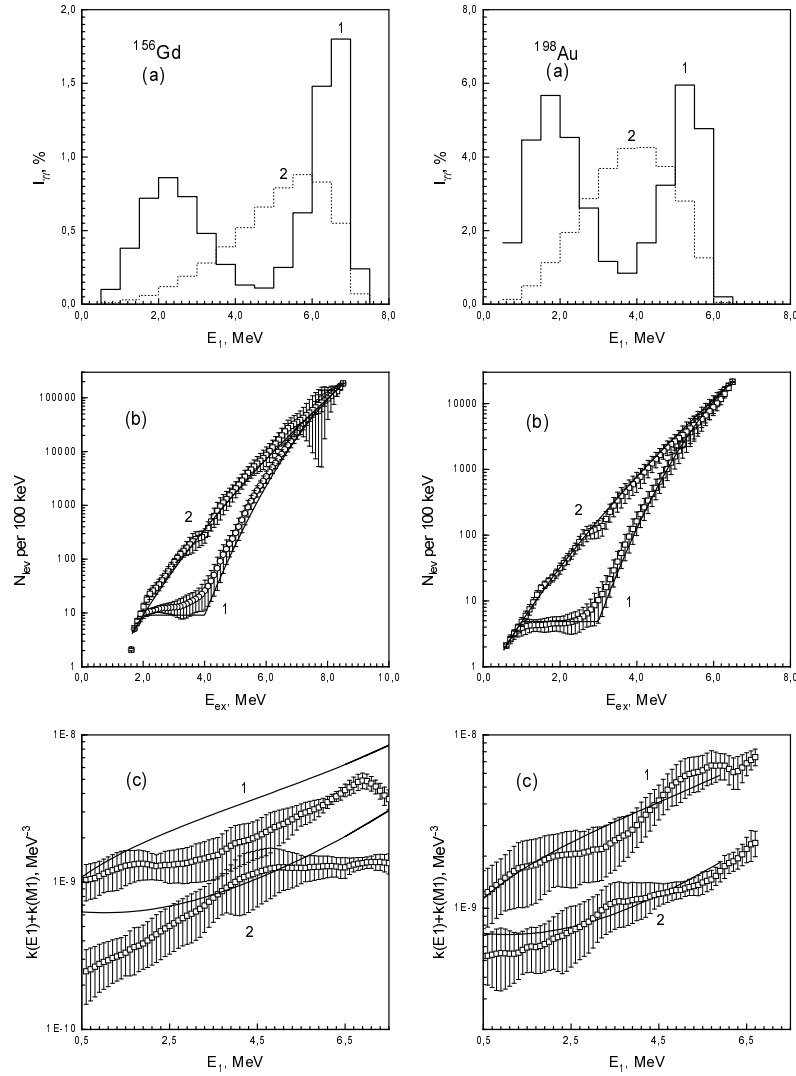 2,0
1,5
1,0
0,5
0,0
I_γγ, %
¹⁵⁶Gd
(a)
1
2
0,0 2,0 4,0 6,0 8,0
E₁, MeV
8,0
6,0
4,0
2,0
0,0
I_γγ, %
¹⁹⁸Au
(a)
1
2
0,0 2,0 4,0 6,0 8,0
E₁, MeV
100000
10000
1000
100
10
1
N_lev per 100 keV
(b)
2
1
0,0 2,0 4,0 6,0 8,0 10,0
E_ex, MeV
10000
1000
100
10
1
N_lev per 100 keV
(b)
2
1
0,0 2,0 4,0 6,0 8,0
E_ex, MeV
1E-8
1E-9
1E-10
k(E1)+k(M1), MeV⁻³
(c)
1
2
0,5 2,5 4,5 6,5
E₁, MeV
1E-8
1E-9
k(E1)+k(M1), MeV⁻³
(c)
1
2
0,5 2,5 4,5 6,5
E₁, MeV